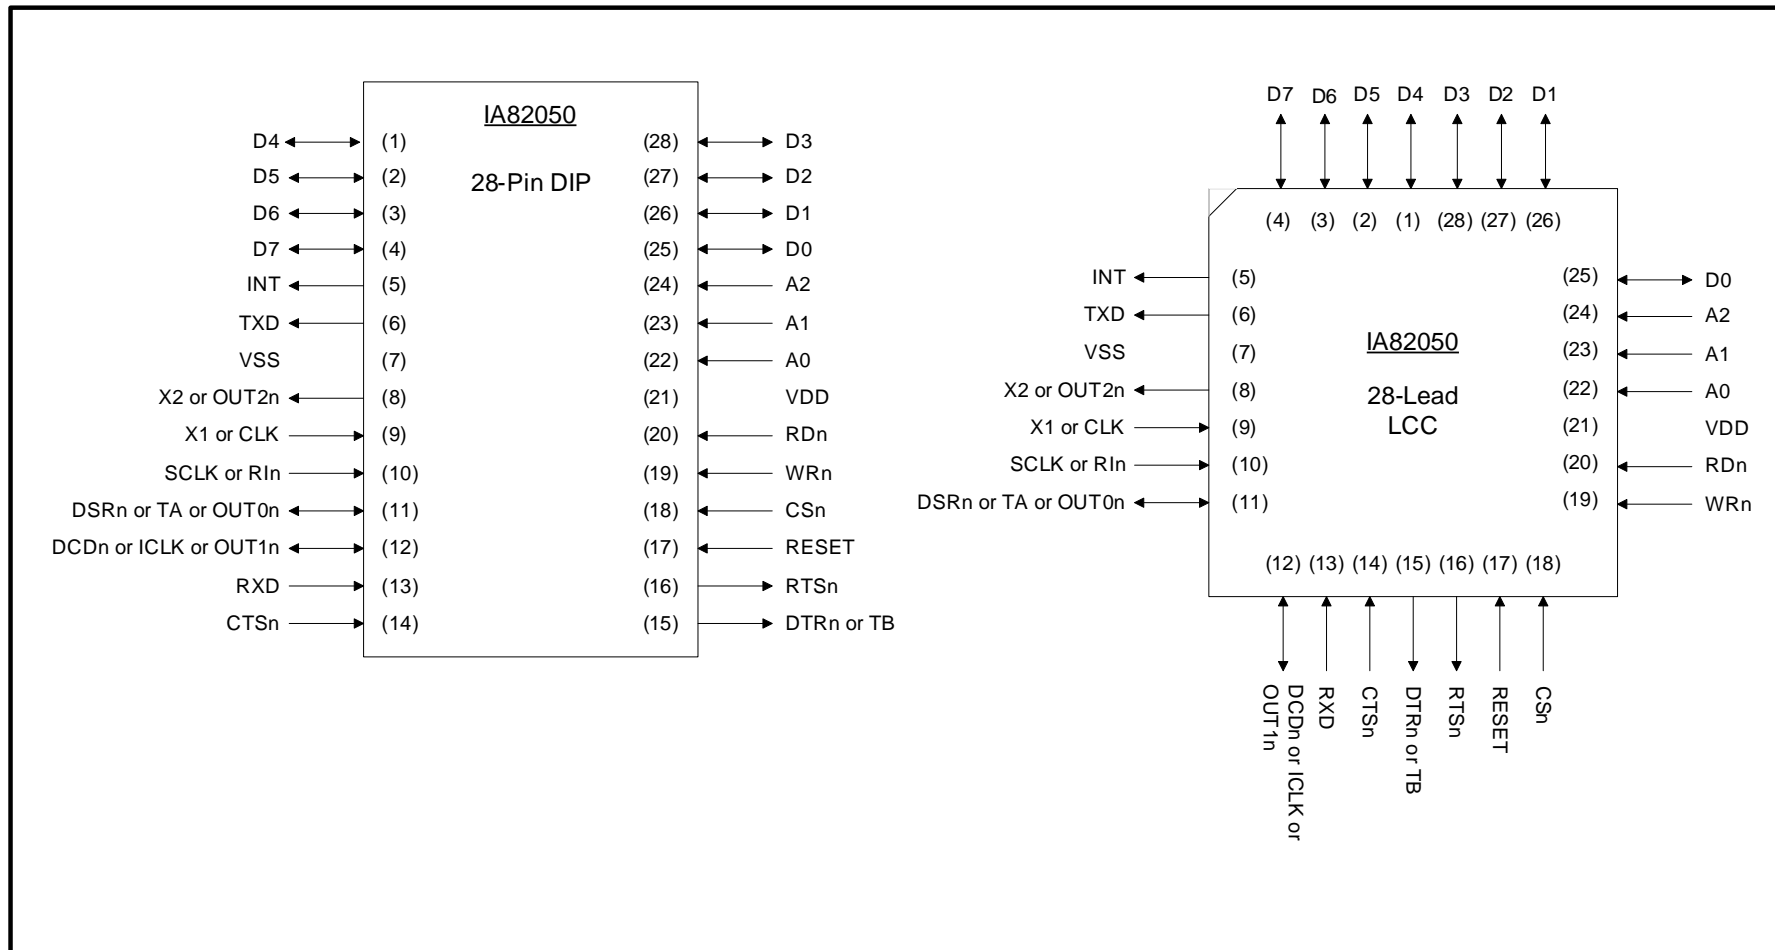 IA82050
28-Pin DIP
D4 (1) (28) D3
D5 (2) (27) D2
D6 (3) (26) D1
D7 (4) (25) D0
INT (5) (24) A2
TXD (6) (23) A1
VSS (7) (22) A0
X2 or OUT2n (8) (21) VDD
X1 or CLK (9) (20) RDn
SCLK or RIn (10) (19) WRn
DSRn or TA or OUT0n (11) (18) CSn
DCDn or ICLK or OUT1n (12) (17) RESET
RXD (13) (16) RTSn
CTSn (14) (15) DTRn or TB
D7 D6 D5 D4 D3 D2 D1
(4) (3) (2) (1) (28) (27) (26)
INT (5) (25) D0
TXD (6) (24) A2
VSS (7) (23) A1
IA82050
X2 or OUT2n (8) (22) A0
28-Lead
LCC
X1 or CLK (9) (21) VDD
SCLK or RIn (10) (20) RDn
DSRn or TA or OUT0n (11) (19) WRn
(12) (13) (14) (15) (16) (17) (18)
DCDn or ICLK or
OUT1n
RXD
CTSn
DTRn or TB
RTSn
RESET
CSn